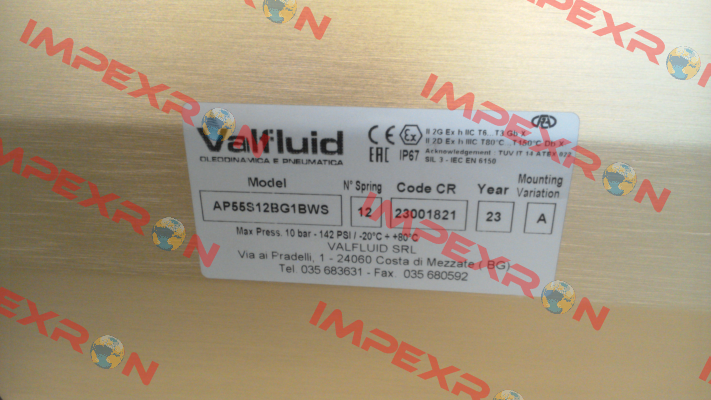 IMPEXRON
Valfluid
OLEODINAMICA E PNEUMATICA
CE Ex
EAC IP67
II 2G Ex h IIC T6...T3 Gb X
II 2D Ex h IIIC T80°C...T150°C Db X
Acknowledgement : TUV IT 14 ATEX
SIL 3 - IEC EN 6150
Model N° Spring Code CR Year Mounting Variation
AP55S12BG1BWS 12 23001821 23 A
Max Press. 10 bar - 142 PSI / -20°C ÷ +80°C
VALFLUID SRL
Via ai Pradelli, 1 - 24060 Costa di Mezzate (BG)
Tel. 035 683631 - Fax. 035 680592
IMPEXRON
IMPEXRON
IMPEXRON
IMPEXRON